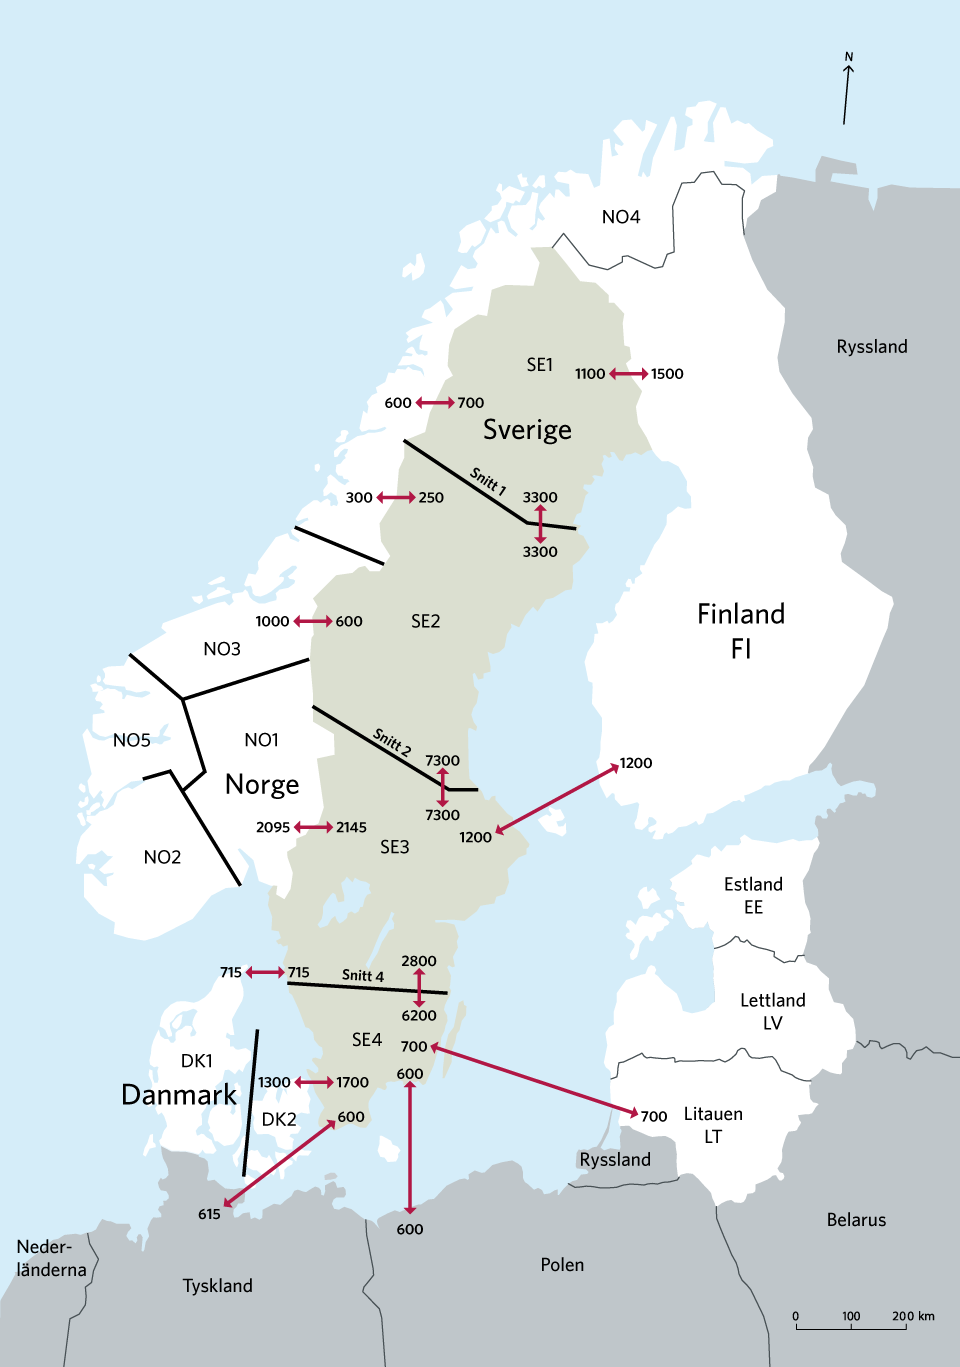 N
NO4
Ryssland
SE1
1100 1500
600 700
Sverige
Snitt 1
300 250
3300
3300
Finland
FI
1000 600
SE2
NO3
NO5
NO1
Snitt 2
7300
7300
1200
Norge
2095 2145
1200
SE3
NO2
Estland
EE
2800
715 715
Snitt 4
6200
Lettland
LV
SE4
700
DK1
600
1300 1700
Danmark
DK2
600
700
Litauen
LT
Ryssland
615
600
Belarus
Neder-
länderna
Polen
Tyskland
0 100 200 km